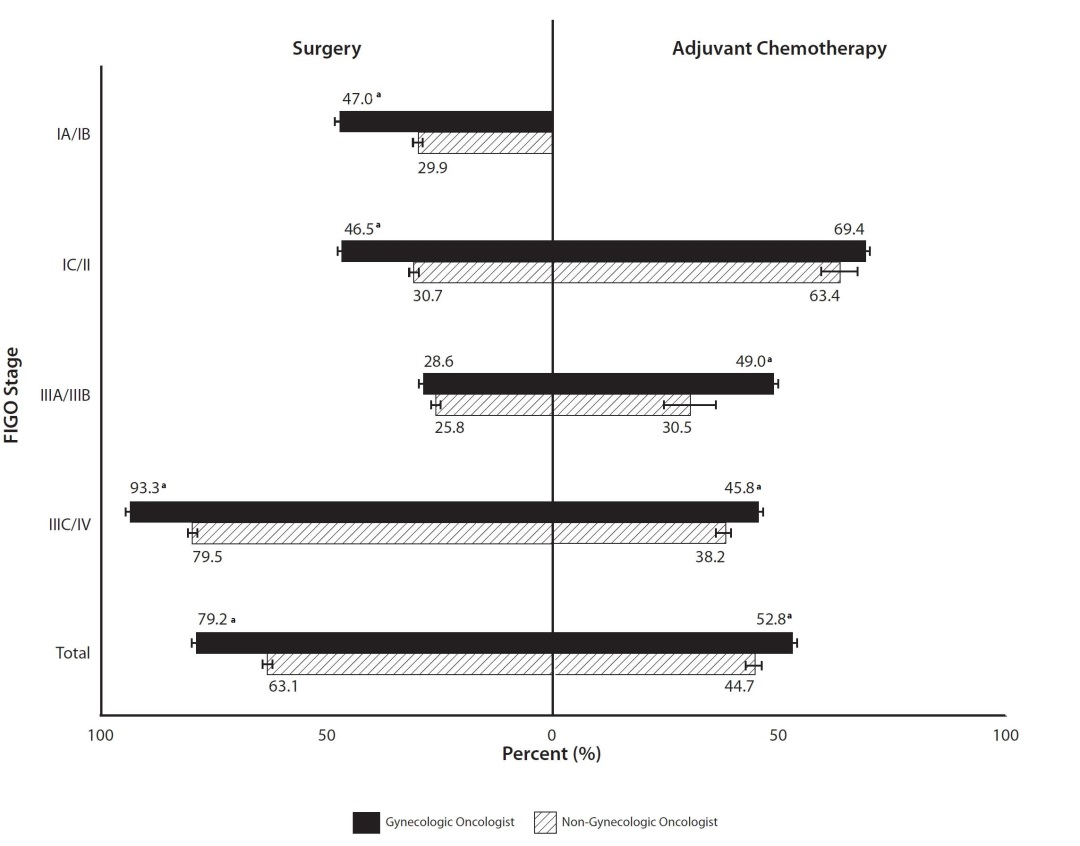 Surgery Adjuvant Chemotherapy
47.0 a
IA/IB
29.9
46.5 a 69.4
IC/II
30.7 63.4
28.6 49.0 a
IIIA/IIIB
25.8 30.5
93.3 a 45.8 a
IIIC/IV
79.5 38.2
79.2 a 52.8 a
Total
63.1 44.7
FIGO Stage
100 50 0 50 100
Percent (%)
Gynecologic Oncologist Non-Gynecologic Oncologist